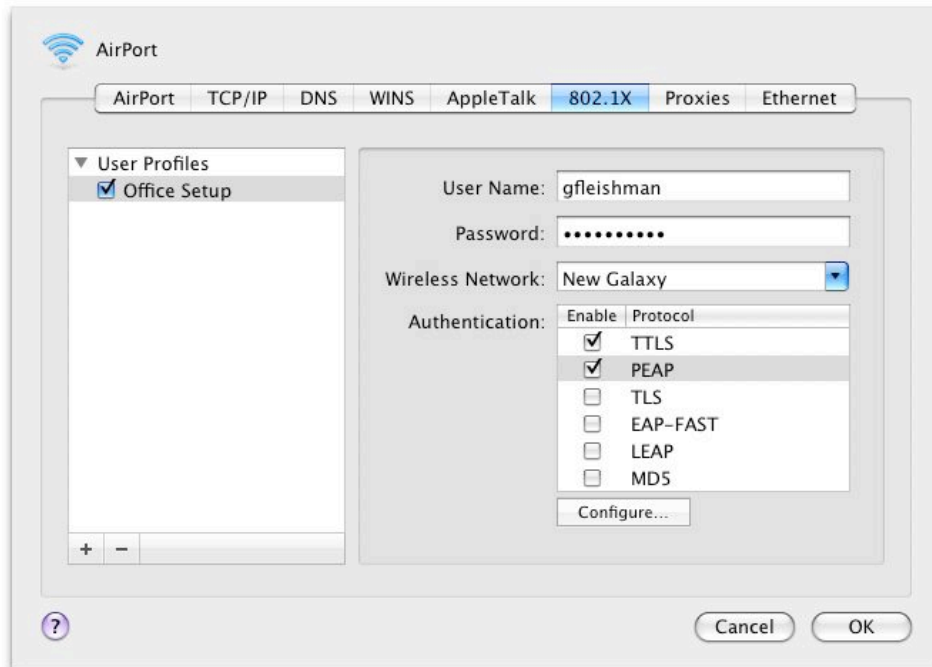 AirPort
AirPort TCP/IP DNS WINS AppleTalk 802.1X Proxies Ethernet
User Profiles
Office Setup
User Name: gfleishman
Password: ••••••••••
Wireless Network: New Galaxy
Authentication: Enable Protocol
TTLS
PEAP
TLS
EAP-FAST
LEAP
MD5
Configure...
+ −
? Cancel OK